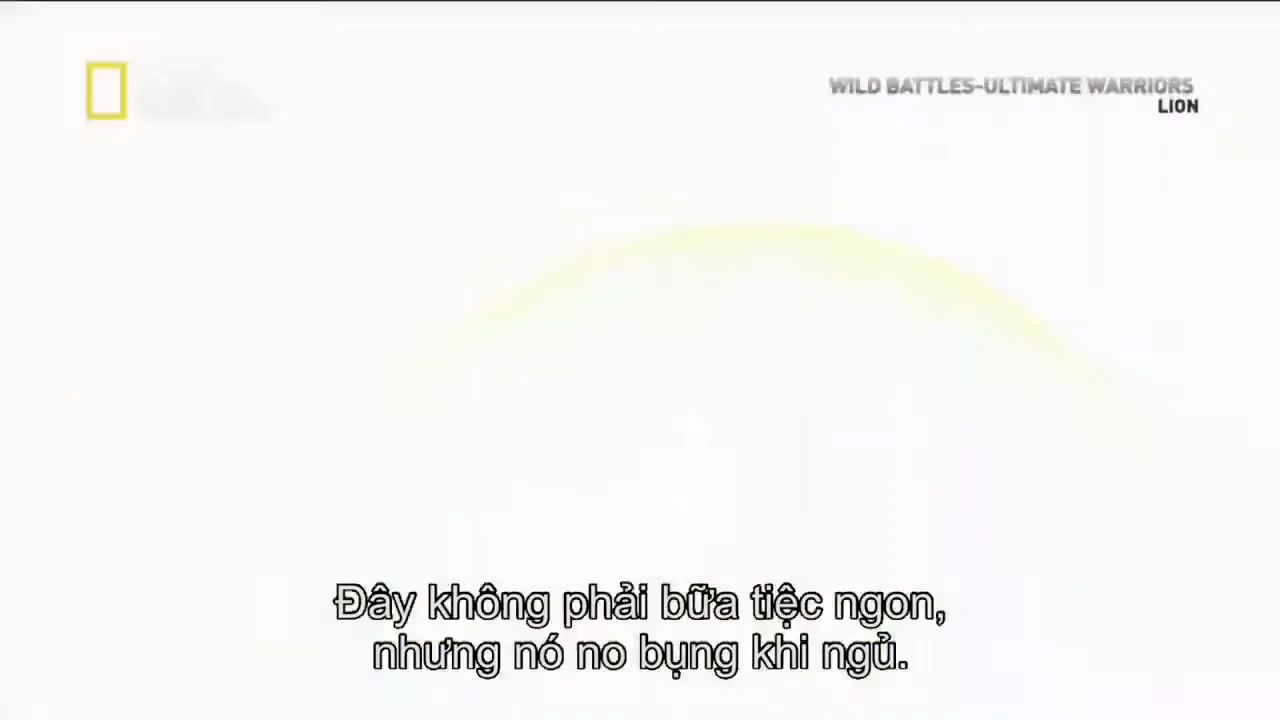 WILD BATTLES-ULTIMATE WARRIORS
LION
Đây không phải bữa tiệc ngon,
nhưng nó no bụng khi ngủ.